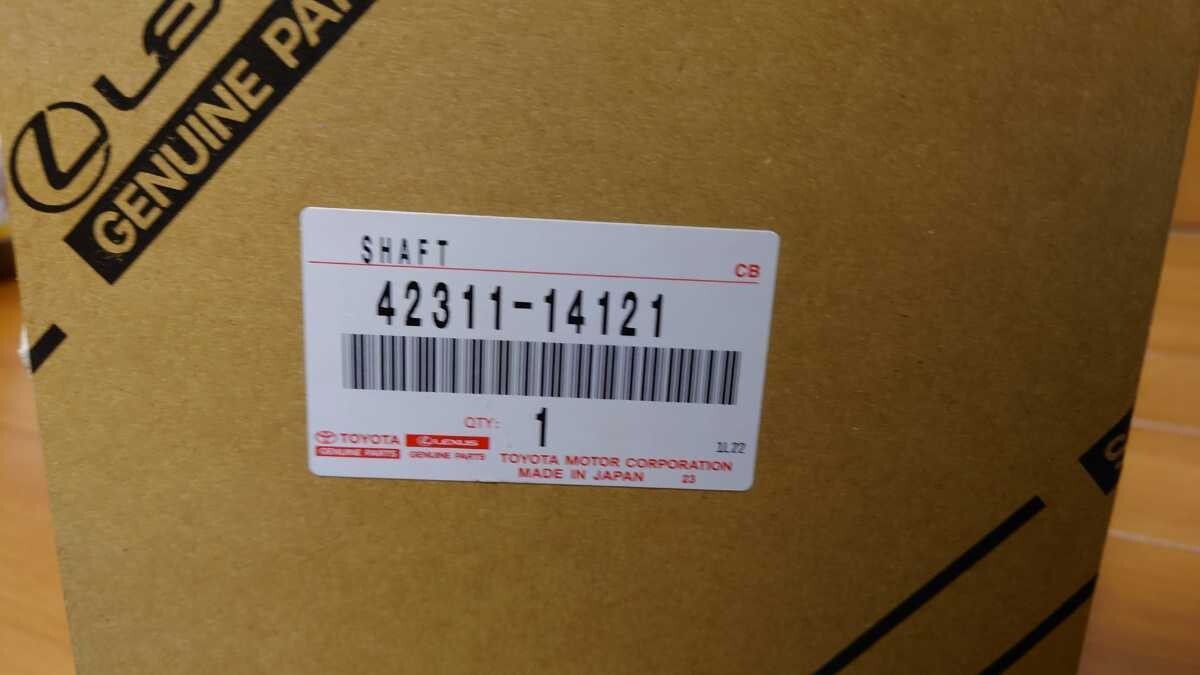 GENUINE PA
SHAFT
CB
42311-14121
QTY: 1
TOYOTA
GENUINE PARTS
LEXUS
GENUINE PARTS
1L22
TOYOTA MOTOR CORPORATION
MADE IN JAPAN 23